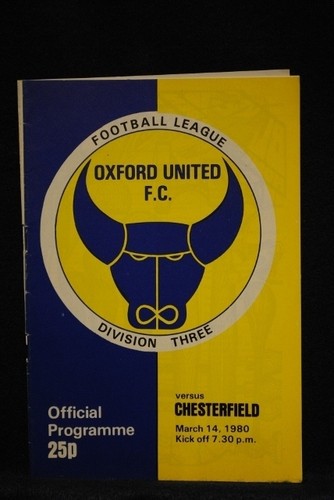 FOOTBALL LEAGUE
OXFORD UNITED
F.C.
DIVISION THREE
Official
Programme
25p
versus
CHESTERFIELD
March 14, 1980
Kick off 7.30 p.m.